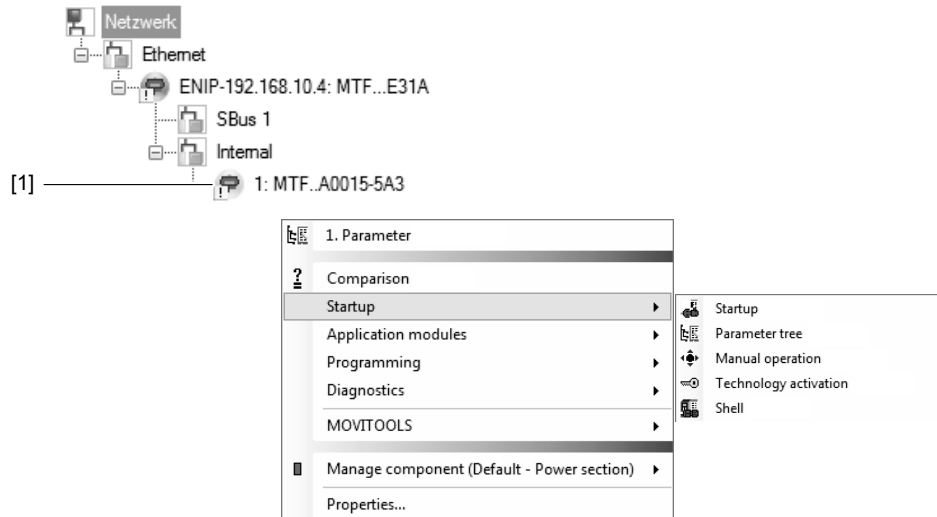 Netzwerk
Ethernet
ENIP-192.168.10.4: MTF...E31A
SBus 1
Internal
[1]
1: MTF..A0015-5A3
1. Parameter
Comparison
Startup
Application modules
Programming
Diagnostics
MOVITOOLS
Manage component (Default - Power section)
Properties...
Startup
Parameter tree
Manual operation
Technology activation
Shell